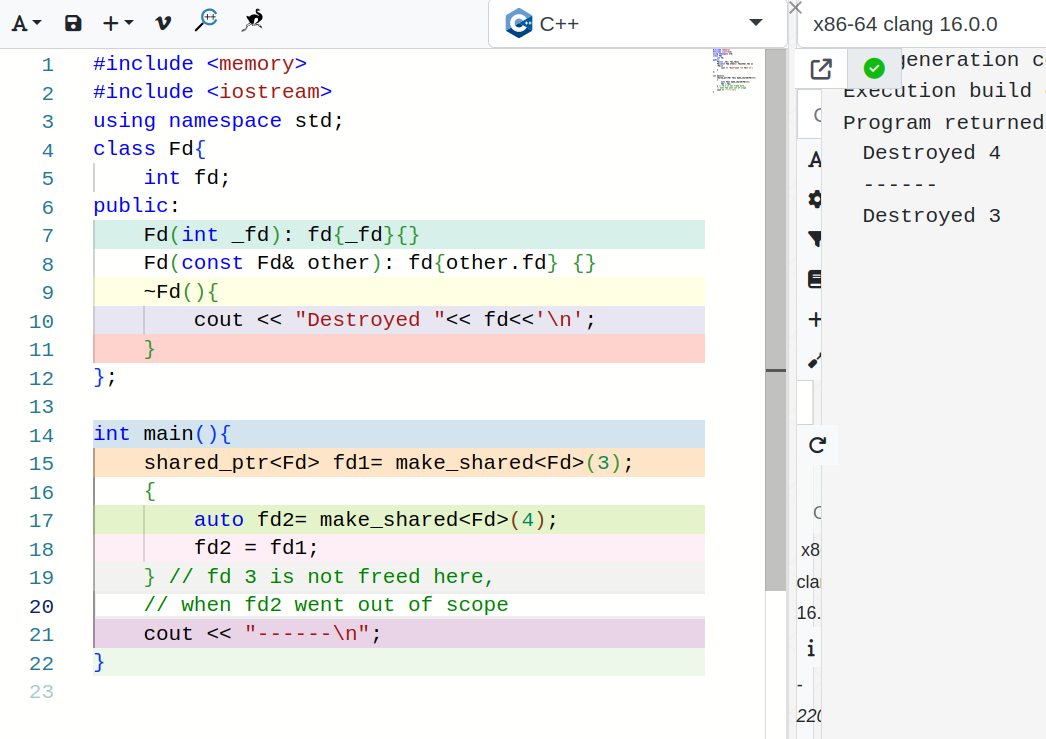 A
C++
x86-64 clang 16.0.0
1 #include <memory>
2 #include <iostream>
3 using namespace std;
4 class Fd{
5 int fd;
6 public:
7 Fd(int _fd): fd{_fd}{}
8 Fd(const Fd& other): fd{other.fd} {}
9 ~Fd(){
10 cout << "Destroyed "<< fd<<'\n';
11 }
12 };
13
14 int main(){
15 shared_ptr<Fd> fd1= make_shared<Fd>(3);
16 {
17 auto fd2= make_shared<Fd>(4);
18 fd2 = fd1;
19 } // fd 3 is not freed here,
20 // when fd2 went out of scope
21 cout << "------\n";
22 }
23
generation c
Execution build
Program returned
Destroyed 4
------
Destroyed 3
A
x8
cla
16.
-
220